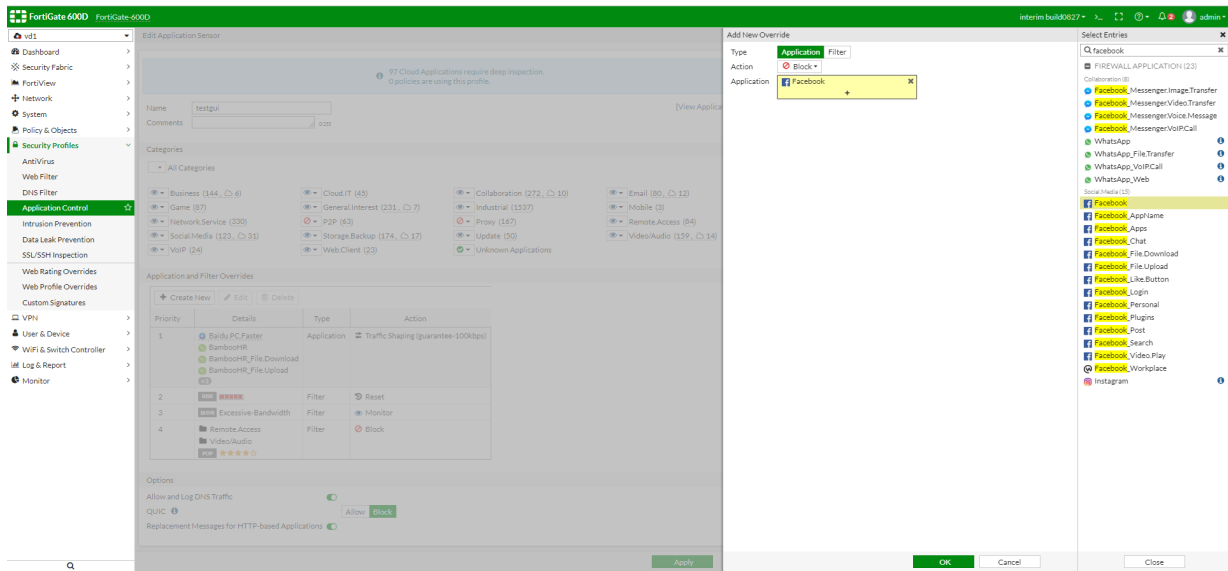 FortiGate 600D FortiGate-600D
interim build0827 >_ 2 admin
vd1
Dashboard
Security Fabric
FortiView
Network
System
Policy & Objects
Security Profiles
AntiVirus
Web Filter
DNS Filter
Application Control
Intrusion Prevention
Data Leak Prevention
SSL/SSH Inspection
Web Rating Overrides
Web Profile Overrides
Custom Signatures
VPN
User & Device
WiFi & Switch Controller
Log & Report
Monitor
Edit Application Sensor
97 Cloud Applications require deep inspection.
0 policies are using this profile.
Name testgui
[View Applica
Comments 0/255
Categories
All Categories
Business (144, 6) Cloud.IT (45) Collaboration (272, 10) Email (80, 12)
Game (87) General.Interest (231, 7) Industrial (1537) Mobile (3)
Network.Service (330) P2P (63) Proxy (167) Remote.Access (84)
Social.Media (125, 31) Storage.Backup (174, 17) Update (50) Video/Audio (159, 14)
VoIP (24) Web.Client (23) Unknown Applications
Application and Filter Overrides
+ Create New Edit Delete
Priority Details Type Action
1 Baidu.PC.Faster Application Traffic Shaping (guarantee-100kbps)
BambooHR
BambooHR_File.Download
BambooHR_File.Upload
2 Filter Reset
3 Excessive-Bandwidth Filter Monitor
4 Remote.Access Filter Block
Video/Audio
POP
Options
Allow and Log DNS Traffic
QUIC Allow Block
Replacement Messages for HTTP-based Applications
Apply
Add New Override
Type Application Filter
Action Block
Application Facebook
+
OK Cancel
Select Entries
facebook
FIREWALL APPLICATION (23)
Collaboration (8)
Facebook_Messenger.Image.Transfer
Facebook_Messenger.Video.Transfer
Facebook_Messenger.Voice.Message
Facebook_Messenger.VoIP.Call
WhatsApp
WhatsApp_File.Transfer
WhatsApp_VoIP.Call
WhatsApp_Web
Social.Media (15)
Facebook
Facebook_AppName
Facebook_Apps
Facebook_Chat
Facebook_File.Download
Facebook_File.Upload
Facebook_Like.Button
Facebook_Login
Facebook_Personal
Facebook_Plugins
Facebook_Post
Facebook_Search
Facebook_Video.Play
Facebook_Workplace
Instagram
Close